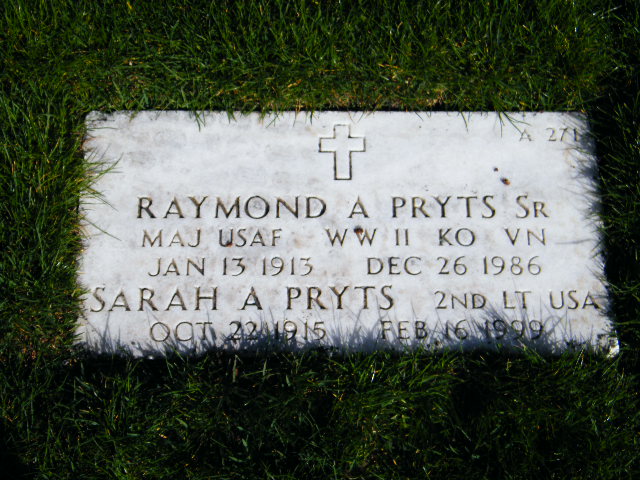 A 271
RAYMOND A PRYTS SR
MAJ USAF WW II KO VN
JAN 13 1913 DEC 26 1986
SARAH A PRYTS 2ND LT USA
OCT 22 1915 FEB 16 1999